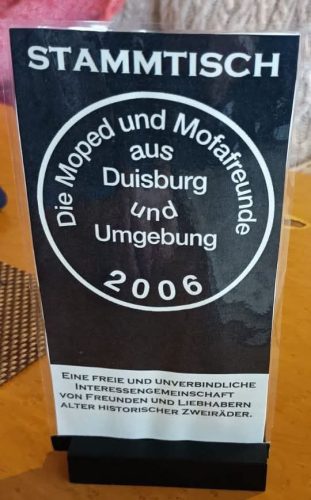 STAMMTISCH
Die Moped und Mofafreunde
aus
Duisburg
und
Umgebung
2006
EINE FREIE UND UNVERBINDLICHE
INTERESSENGEMEINSCHAFT
VON FREUNDEN UND LIEBHABERN
ALTER HISTORISCHER ZWEIRÄDER.